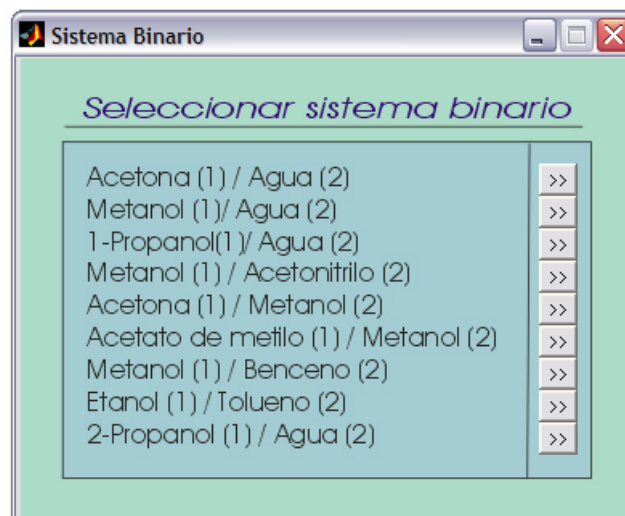 Sistema Binario
Seleccionar sistema binario
Acetona (1) / Agua (2) >>
Metanol (1)/ Agua (2) >>
1-Propanol(1)/ Agua (2) >>
Metanol (1) / Acetonitrilo (2) >>
Acetona (1) / Metanol (2) >>
Acetato de metilo (1) / Metanol (2) >>
Metanol (1) / Benceno (2) >>
Etanol (1) / Tolueno (2) >>
2-Propanol (1) / Agua (2) >>